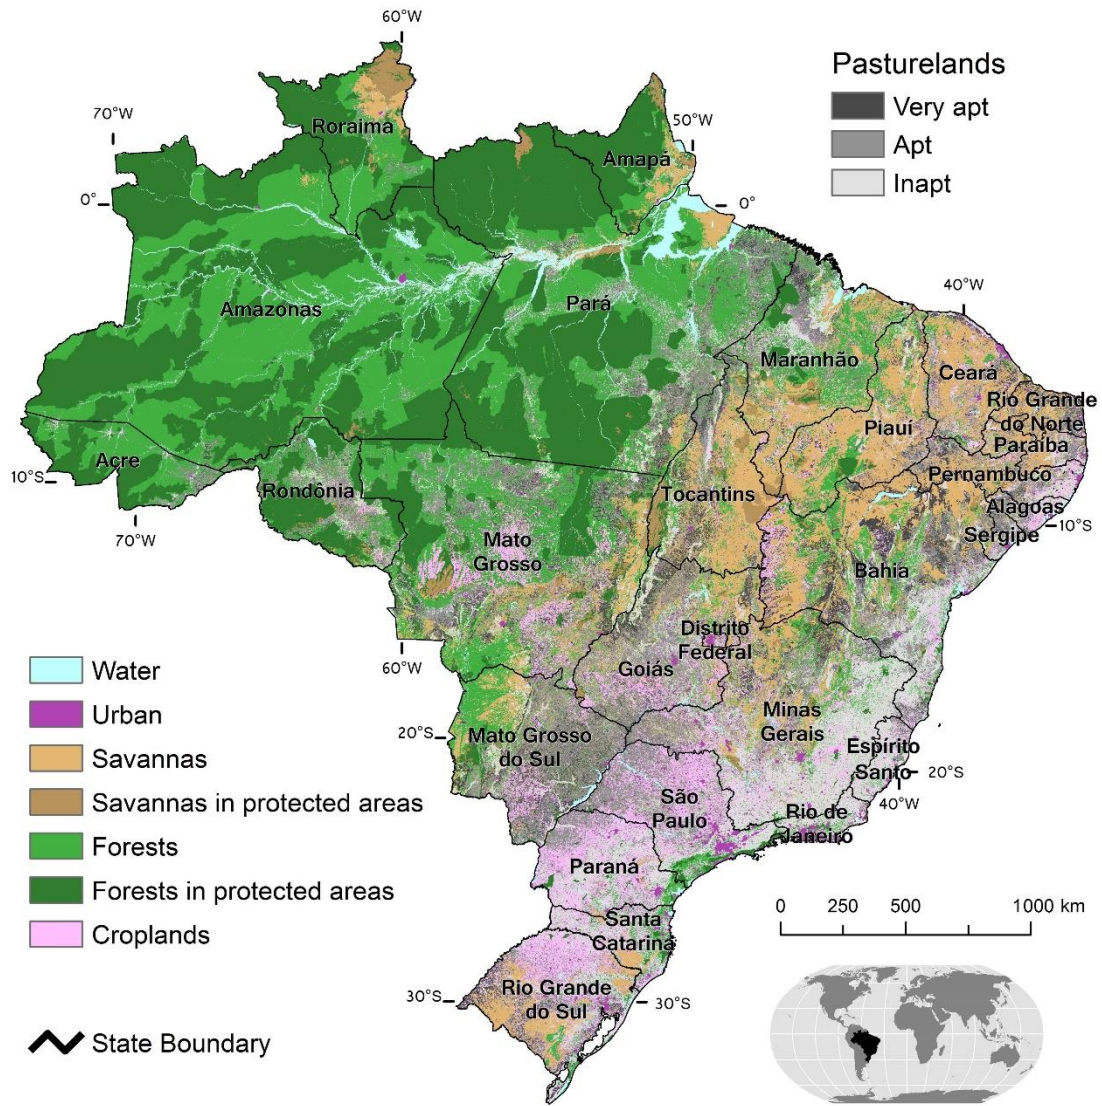 60°W
Pasturelands
Very apt
Apt
Inapt
70°W
50°W
Roraima
Amapá
0°
0°
40°W
Amazonas
Pará
Maranhão
Ceará
Rio Grande
do Norte
Piauí
Paraíba
Acre
10°S
Pernambuco
Rondônia
Tocantins
Alagoas
10°S
Sergipe
70°W
Mato
Grosso
Bahia
Distrito
Federal
60°W
Goiás
Water
Urban
Savannas
Savannas in protected areas
Forests
Forests in protected areas
Croplands
Minas
Gerais
20°S
Mato Grosso
do Sul
Espírito
Santo
20°S
40°W
São
Paulo
Rio de
Janeiro
Paraná
0 250 500 1000 km
Santa
Catarina
30°S
Rio Grande
do Sul
30°S
State Boundary